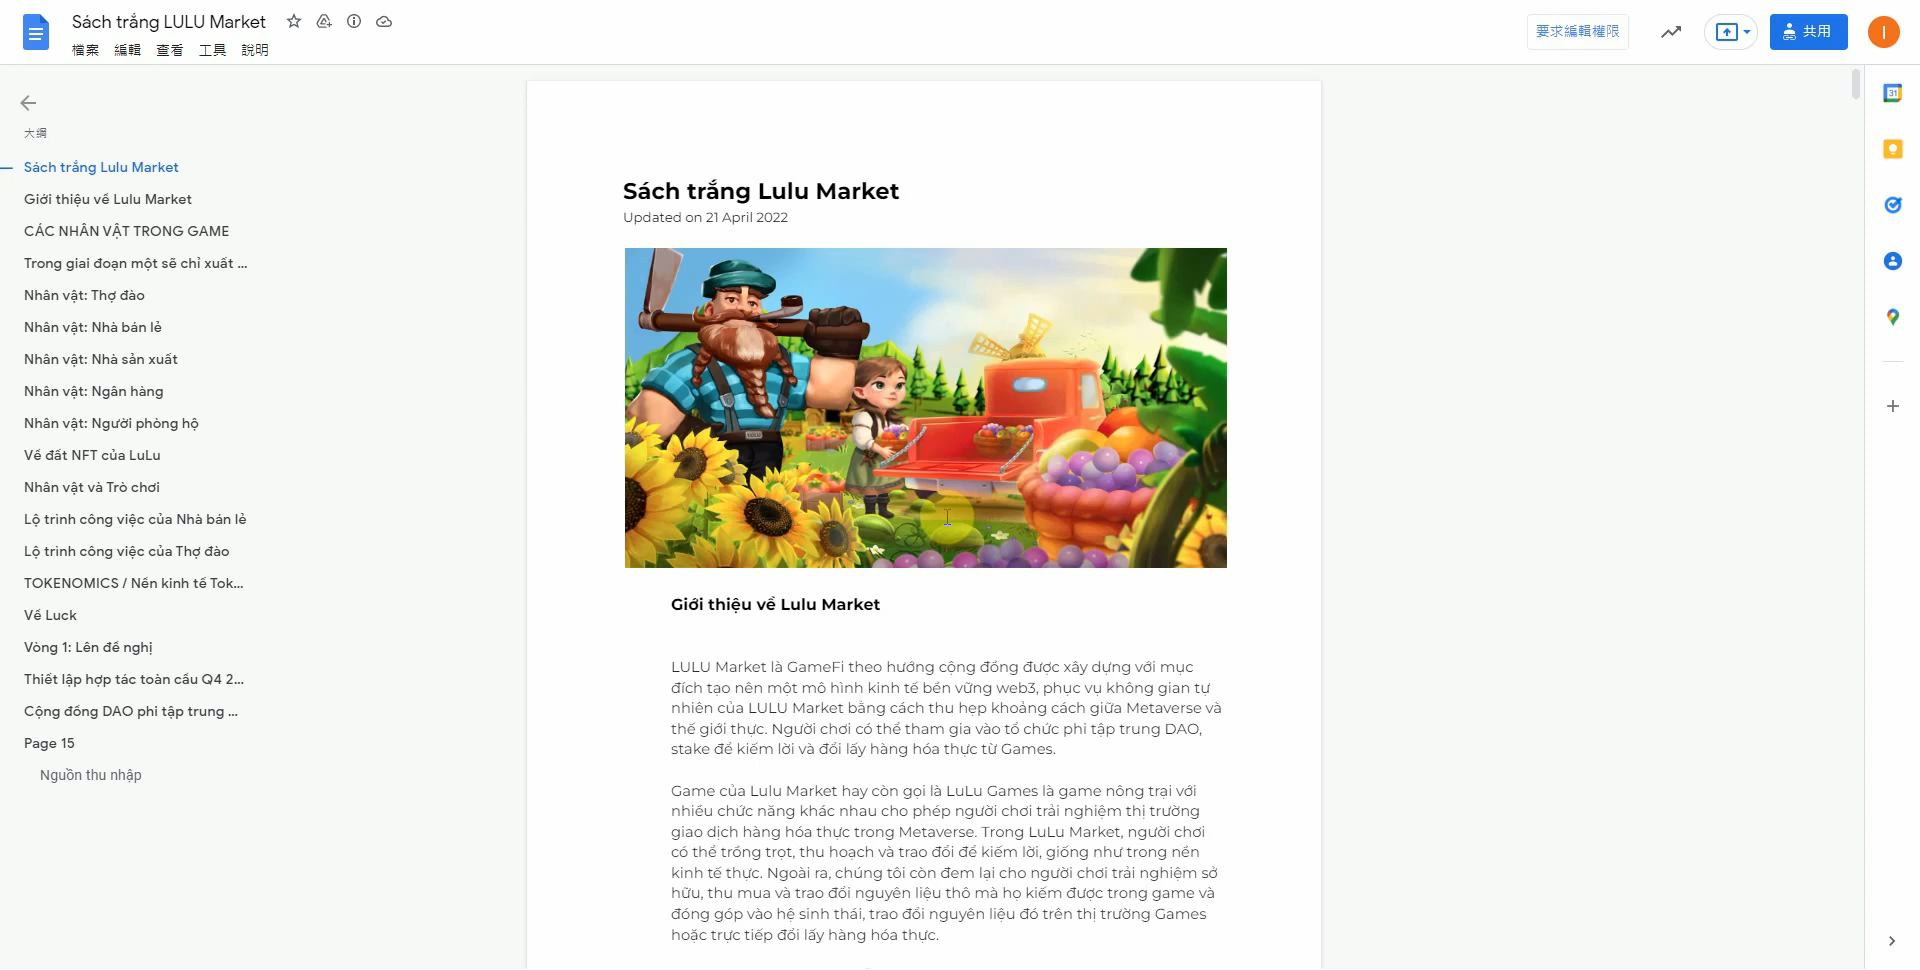 Sách trắng LULU Market
檔案 編輯 查看 工具 說明
要求編輯權限
共用
I
31
大綱
Sách trắng Lulu Market
Giới thiệu về Lulu Market
CÁC NHÂN VẬT TRONG GAME
Trong giai đoạn một sẽ chỉ xuất ...
Nhân vật: Thợ đào
Nhân vật: Nhà bán lẻ
Nhân vật: Nhà sản xuất
Nhân vật: Ngân hàng
Nhân vật: Người phòng hộ
Về đất NFT của LuLu
Nhân vật và Trò chơi
Lộ trình công việc của Nhà bán lẻ
Lộ trình công việc của Thợ đào
TOKENOMICS / Nền kinh tế Tok...
Về Luck
Vòng 1: Lên đề nghị
Thiết lập hợp tác toàn cầu Q4 2...
Cộng đồng DAO phi tập trung ...
Page 15
Nguồn thu nhập
Sách trắng Lulu Market
Updated on 21 April 2022
Giới thiệu về Lulu Market
LULU Market là GameFi theo hướng cộng đồng được xây dựng với mục
đích tạo nên một mô hình kinh tế bền vững web3, phục vụ không gian tự
nhiên của LULU Market bằng cách thu hẹp khoảng cách giữa Metaverse và
thế giới thực. Người chơi có thể tham gia vào tổ chức phi tập trung DAO,
stake để kiếm lời và đổi lấy hàng hóa thực từ Games.
Game của Lulu Market hay còn gọi là LuLu Games là game nông trại với
nhiều chức năng khác nhau cho phép người chơi trải nghiệm thị trường
giao dịch hàng hóa thực trong Metaverse. Trong LuLu Market, người chơi
có thể trồng trọt, thu hoạch và trao đổi để kiếm lời, giống như trong nền
kinh tế thực. Ngoài ra, chúng tôi còn đem lại cho người chơi trải nghiệm sở
hữu, thu mua và trao đổi nguyên liệu thô mà họ kiếm được trong game và
đóng góp vào hệ sinh thái, trao đổi nguyên liệu đó trên thị trường Games
hoặc trực tiếp đổi lấy hàng hóa thực.